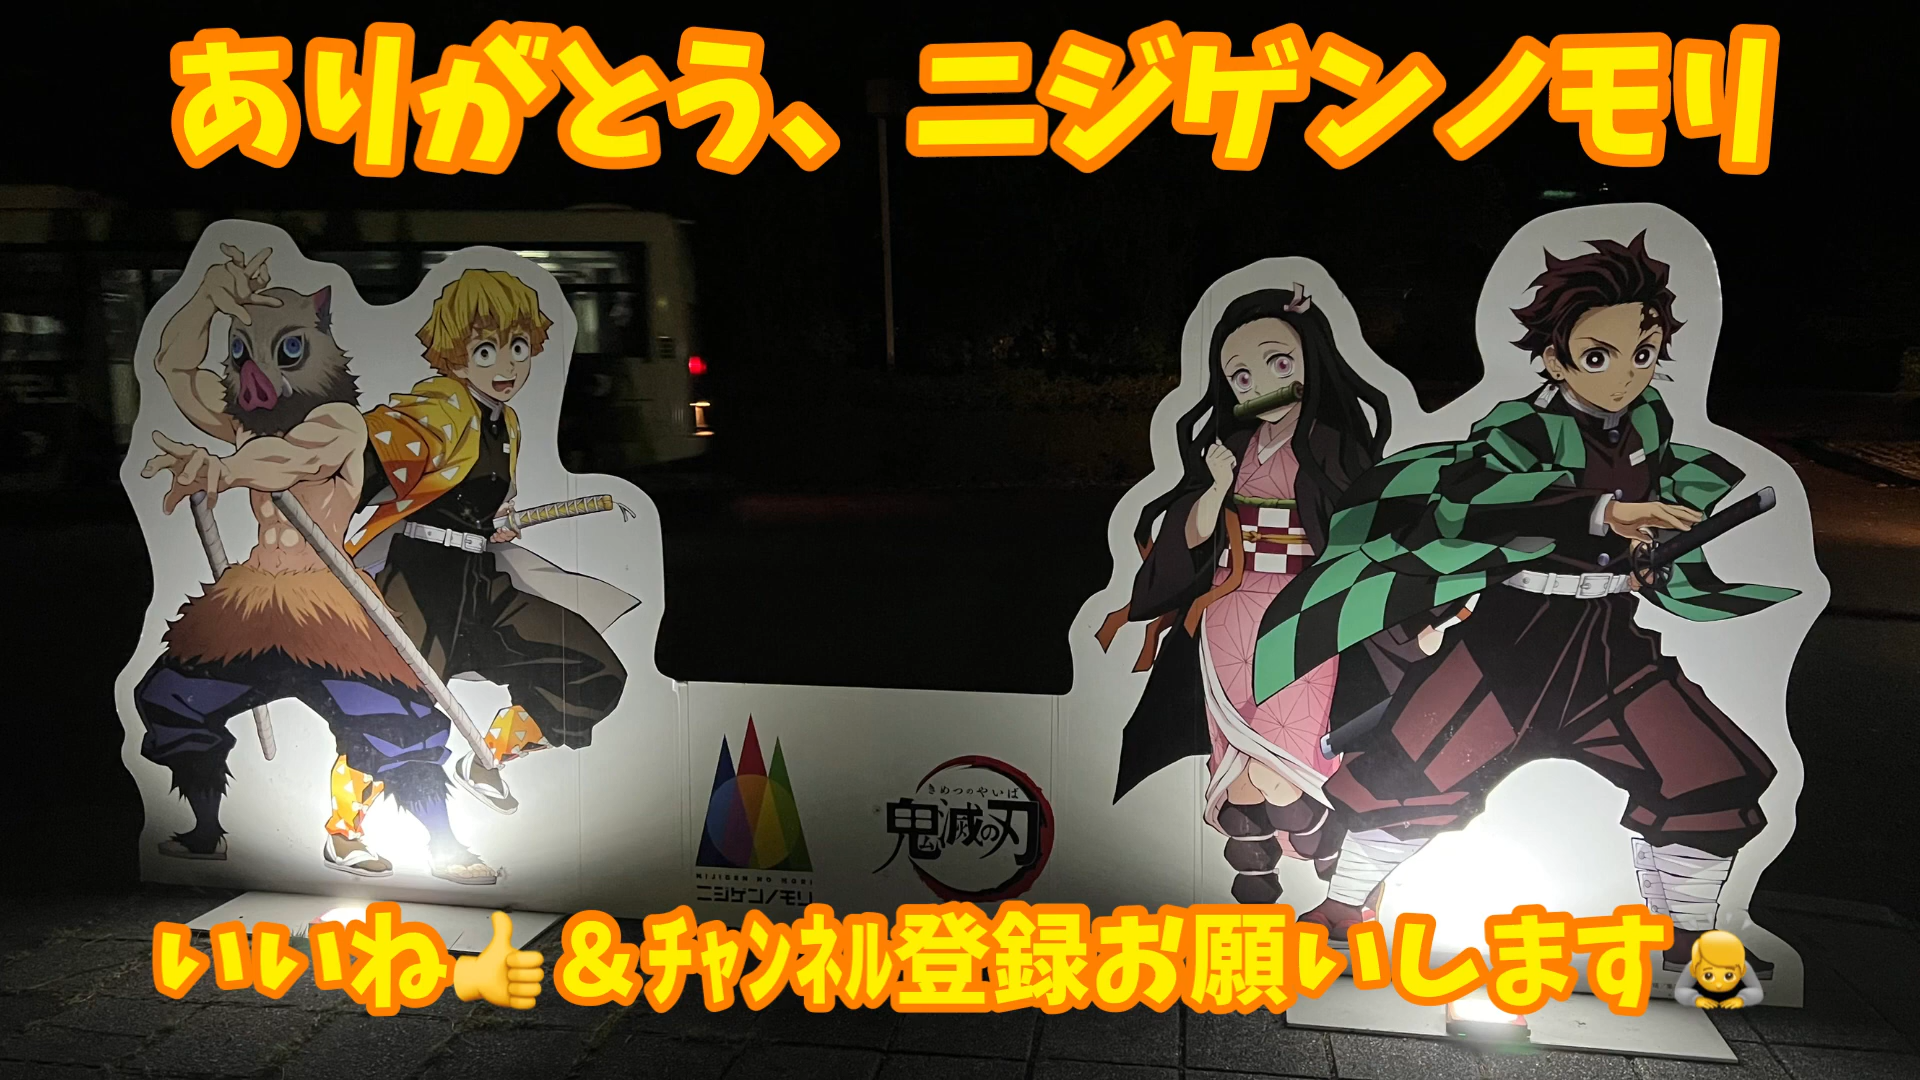 ありがとう、ニジゲンノモリ
きめつのやいば
鬼滅の刃
NIJIGEN NO MORI
ニジゲンノモリ
いいね👍&ﾁｬﾝﾈﾙ登録お願いします🙇